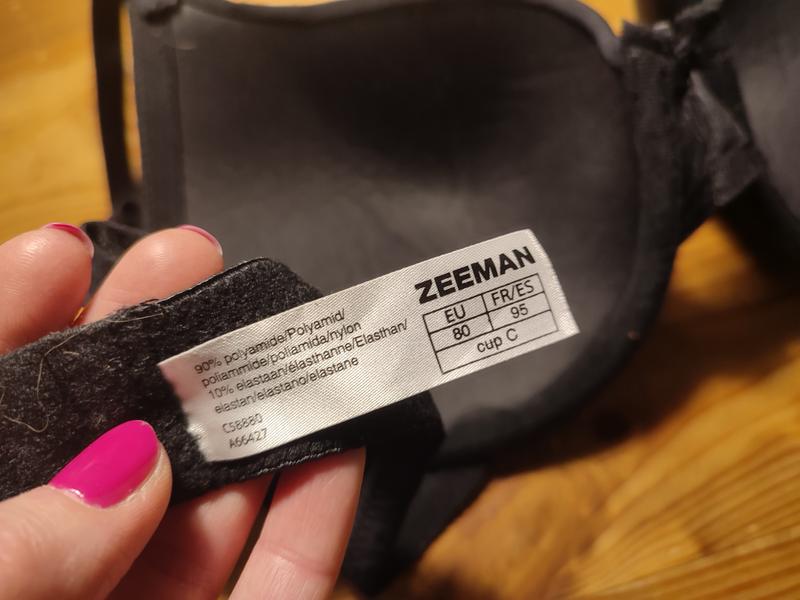 90% polyamide/Polyamid/
poliammide/poliamida/nylon
10% elastaan/élasthanne/Elasthan/
elastan/elastano/elastane
C58880
A66427
ZEEMAN
EU FR/ES
80 95
cup C